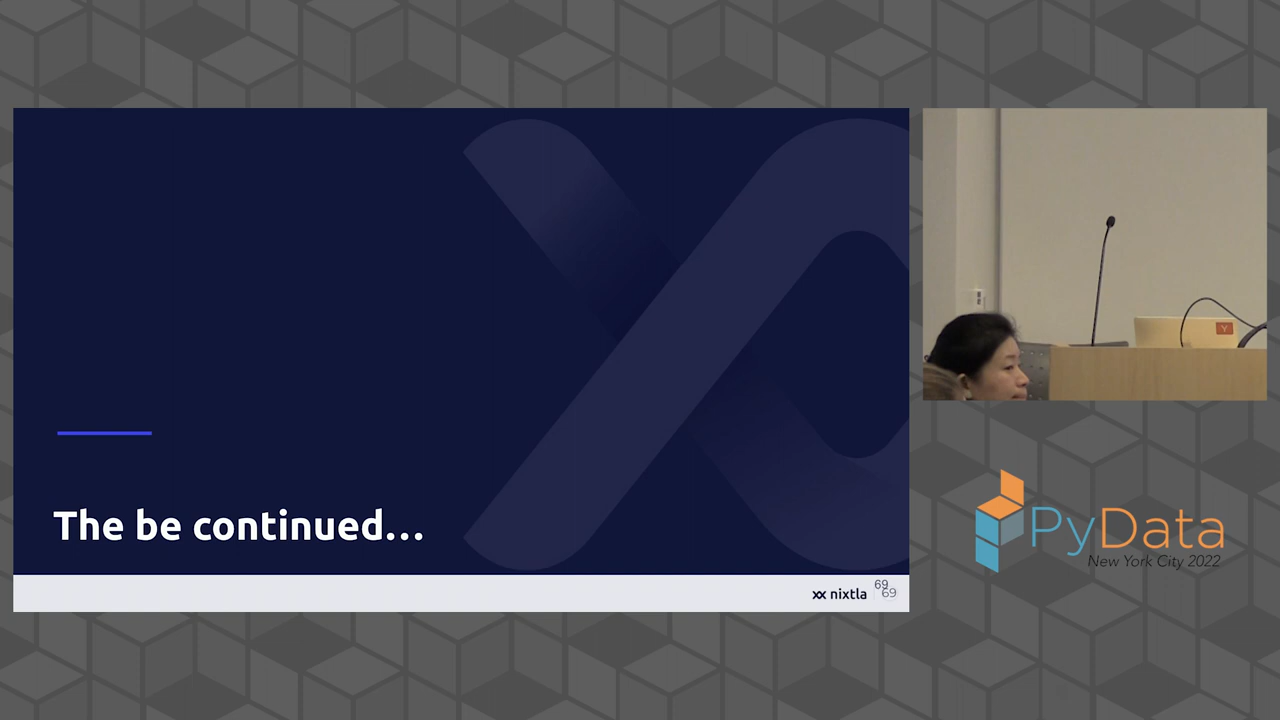 The be continued...
nixtla
69
69
Y
PyData
New York City 2022